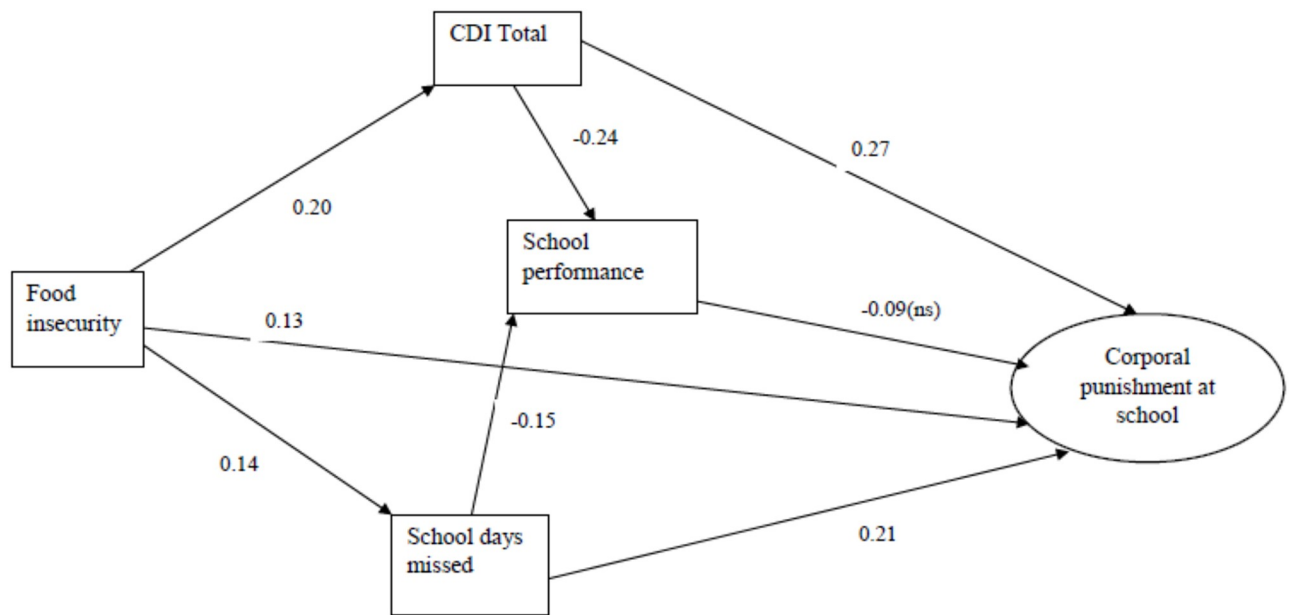 CDI Total
-0.24
0.27
0.20
School
performance
Food
insecurity
0.13
-0.09(ns)
Corporal
punishment at
school
-0.15
0.14
School days
missed
0.21